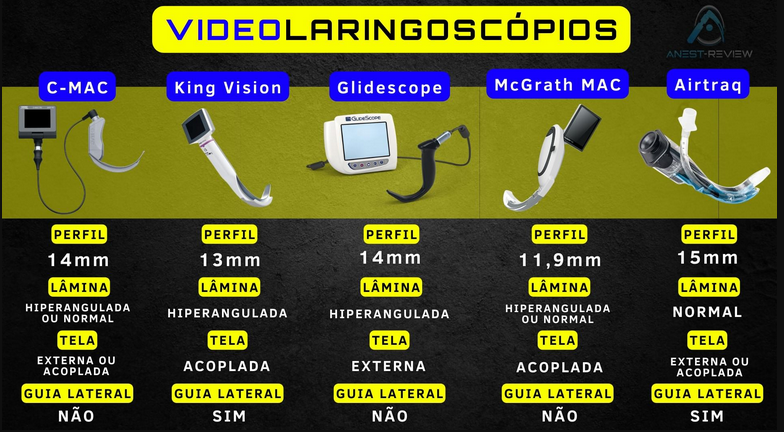 VIDEOLARINGOSCÓPIOS
ANEST-REVIEW
C-MAC
King Vision
Glidescope
McGrath MAC
Airtraq
GLIDESCOPE
PERFIL PERFIL PERFIL PERFIL PERFIL
14mm 13mm 14mm 11,9mm 15mm
LÂMINA LÂMINA LÂMINA LÂMINA LÂMINA
HIPERANGULADA
OU NORMAL
HIPERANGULADA
HIPERANGULADA
HIPERANGULADA
OU NORMAL
NORMAL
TELA TELA TELA TELA TELA
EXTERNA OU
ACOPLADA
ACOPLADA
EXTERNA
ACOPLADA
EXTERNA OU
ACOPLADA
GUIA LATERAL GUIA LATERAL GUIA LATERAL GUIA LATERAL GUIA LATERAL
NÃO SIM NÃO NÃO SIM